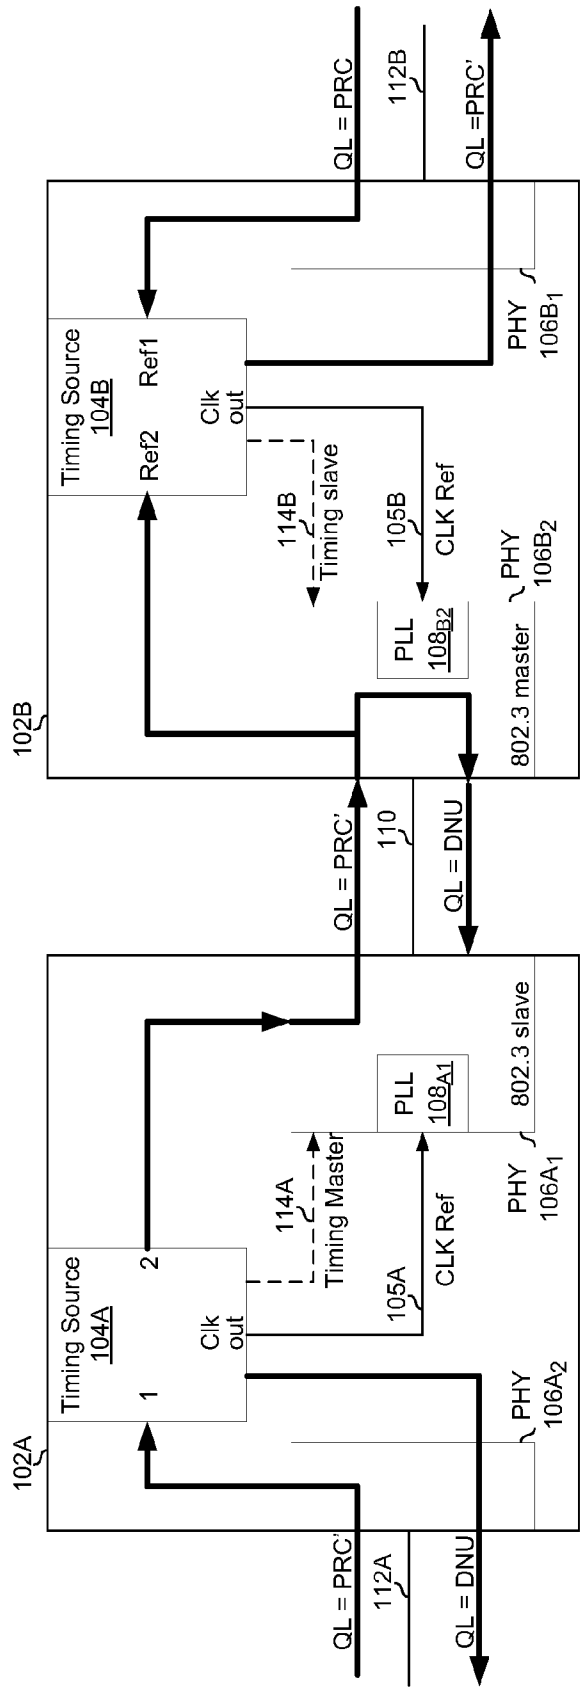 102A
Timing Source
104A
1
2
Clk
out
114A
Timing Master
105A
CLK Ref
PLL
108A1
802.3 slave
PHY
106A2
PHY
106A1
QL = PRC'
112A
QL = DNU
QL = PRC'
110
QL = DNU
102B
Timing Source
104B
Ref2
Ref1
Clk
out
114B
Timing slave
105B
CLK Ref
PLL
108B2
802.3 master
PHY
106B2
PHY
106B1
QL = PRC
112B
QL =PRC'